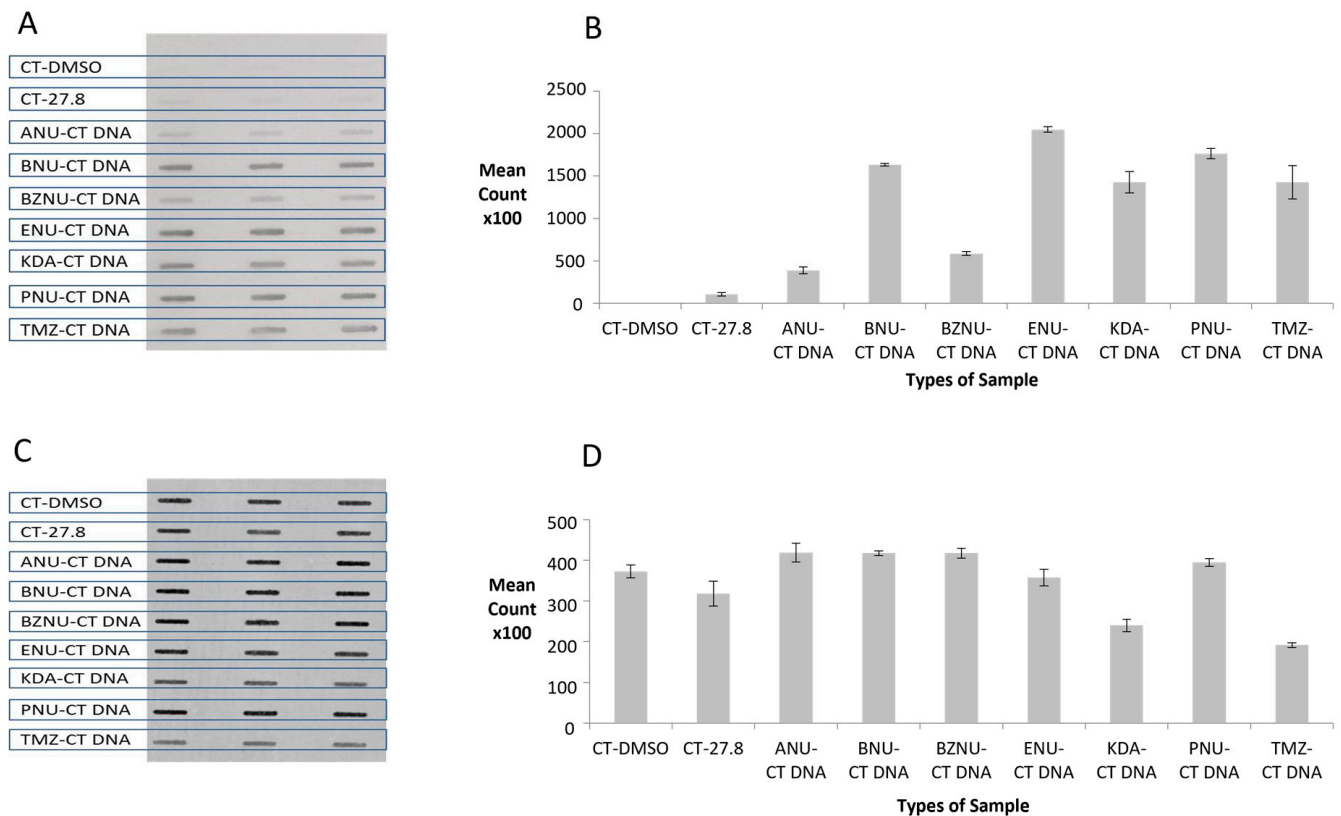 A
CT-DMSO
CT-27.8
ANU-CT DNA
BNU-CT DNA
BZNU-CT DNA
ENU-CT DNA
KDA-CT DNA
PNU-CT DNA
TMZ-CT DNA
B
Mean
Count
x100
2500
2000
1500
1000
500
0
CT-DMSO CT-27.8 ANU- BNU- BZNU- ENU- KDA- PNU- TMZ-
CT DNA CT DNA CT DNA CT DNA CT DNA CT DNA CT DNA
Types of Sample
C
CT-DMSO
CT-27.8
ANU-CT DNA
BNU-CT DNA
BZNU-CT DNA
ENU-CT DNA
KDA-CT DNA
PNU-CT DNA
TMZ-CT DNA
D
Mean
Count
x100
500
400
300
200
100
0
CT-DMSO CT-27.8 ANU- BNU- BZNU- ENU- KDA- PNU- TMZ-
CT DNA CT DNA CT DNA CT DNA CT DNA CT DNA CT DNA
Types of Sample